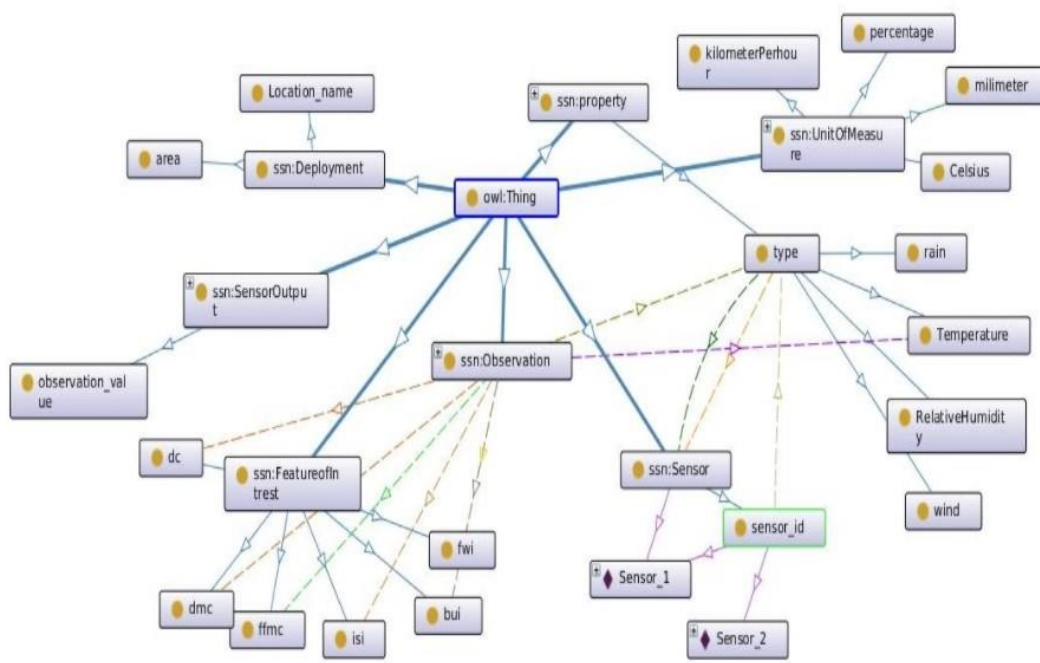 percentage
kilometerPerhou
r
milimeter
Location_name
ssn:property
ssn:UnitOfMeasu
re
area
ssn:Deployment
Celsius
owl:Thing
type
rain
ssn:SensorOutpu
t
Temperature
ssn:Observation
observation_val
ue
RelativeHumidit
y
dc
ssn:FeatureofIn
trest
ssn:Sensor
wind
sensor_id
fwi
Sensor_1
dmc
bui
ffmc
isi
Sensor_2